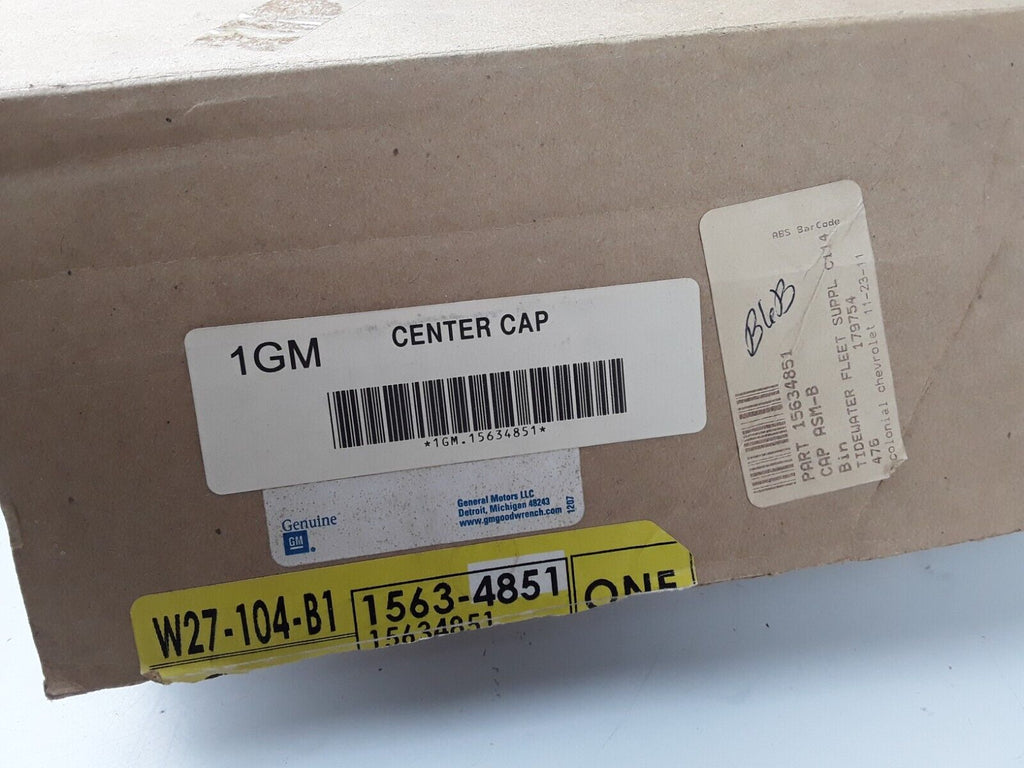 CENTER CAP
1GM
*1GM.15634851*
Genuine
GM
General Motors LLC
Detroit, Michigan 48243
www.gmgoodwrench.com
1207
W27-104-B1
1563-4851
15634851
ONE
ABS BarCode
B6B
PART 15634851
CAP ASM-B
Bin C114
TIDEWATER FLEET SUPPL
476 179754
colonial chevrolet 11-23-11